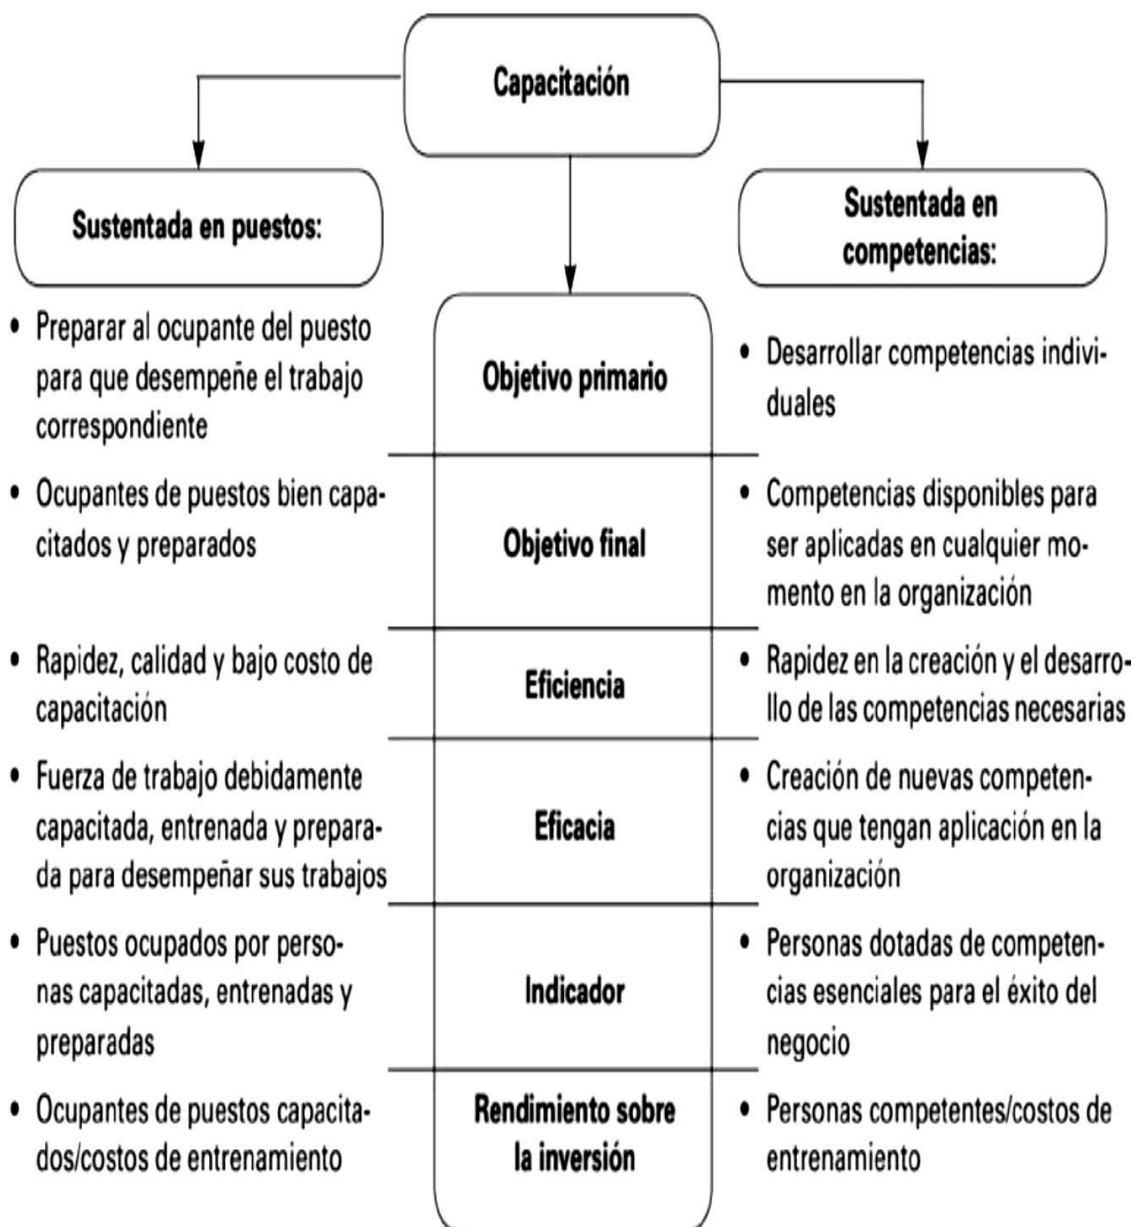 Capacitación
Sustentada en puestos:
Sustentada en
competencias:
• Preparar al ocupante del puesto
para que desempeñe el trabajo
correspondiente
Objetivo primario
• Desarrollar competencias indivi-
duales
• Ocupantes de puestos bien capa-
citados y preparados
Objetivo final
• Competencias disponibles para
ser aplicadas en cualquier mo-
mento en la organización
• Rapidez, calidad y bajo costo de
capacitación
Eficiencia
• Rapidez en la creación y el desarro-
llo de las competencias necesarias
• Fuerza de trabajo debidamente
capacitada, entrenada y prepara-
da para desempeñar sus trabajos
Eficacia
• Creación de nuevas competen-
cias que tengan aplicación en la
organización
• Puestos ocupados por perso-
nas capacitadas, entrenadas y
preparadas
Indicador
• Personas dotadas de competen-
cias esenciales para el éxito del
negocio
• Ocupantes de puestos capacita-
dos/costos de entrenamiento
Rendimiento sobre
la inversión
• Personas competentes/costos de
entrenamiento